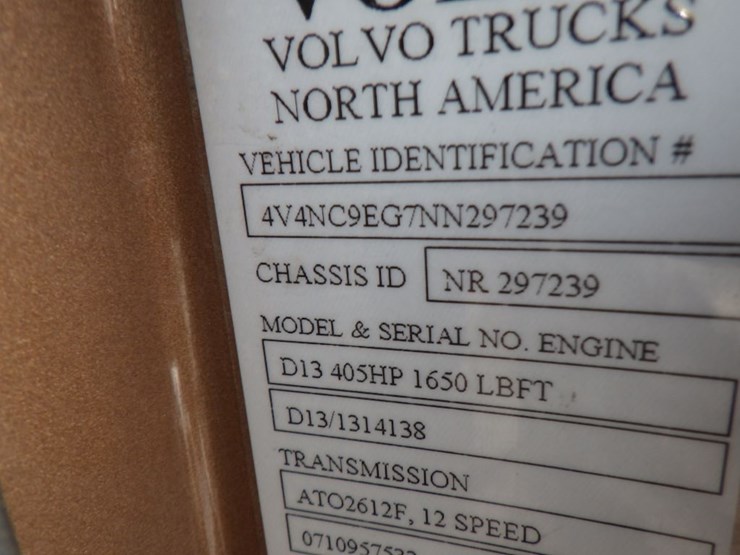 VOLVO TRUCKS
NORTH AMERICA
VEHICLE IDENTIFICATION #
4V4NC9EG7NN297239
CHASSIS ID NR 297239
MODEL & SERIAL NO. ENGINE
D13 405HP 1650 LBFT
D13/1314138
TRANSMISSION
ATO2612F, 12 SPEED